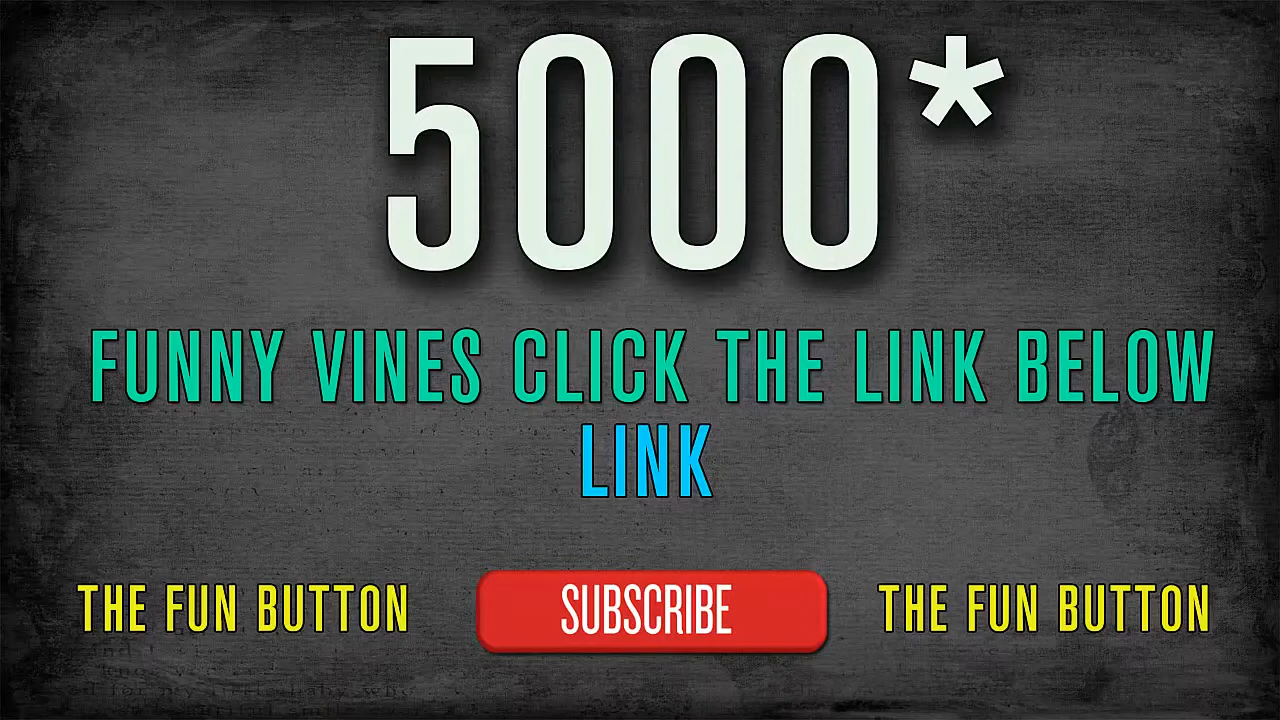 5000*
FUNNY VINES CLICK THE LINK BELOW
LINK
THE FUN BUTTON SUBSCRIBE THE FUN BUTTON